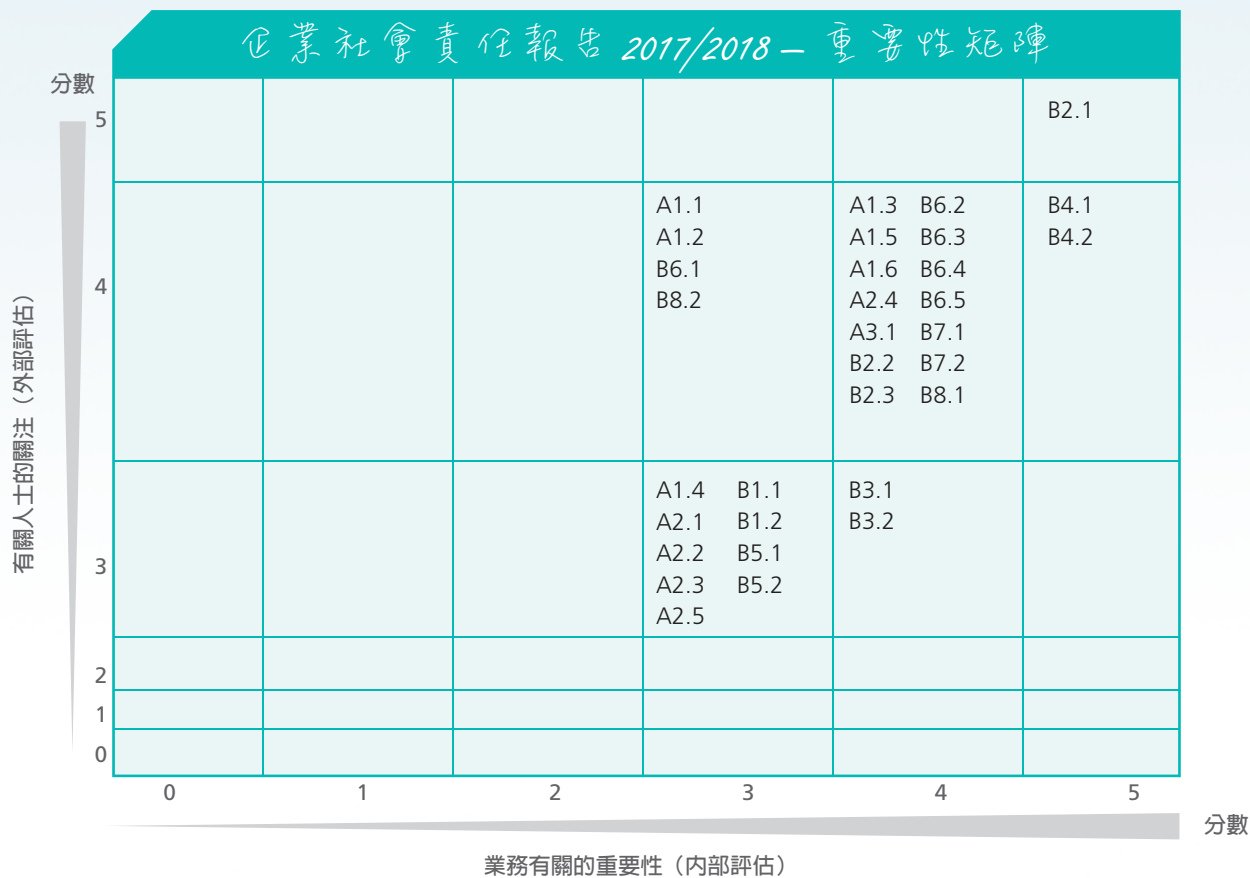 企業社會責任報告 2017/2018 – 重要性矩陣
分數
5
B2.1
4
A1.1
A1.2
B6.1
B8.2
A1.3 B6.2
A1.5 B6.3
A1.6 B6.4
A2.4 B6.5
A3.1 B7.1
B2.2 B7.2
B2.3 B8.1
B4.1
B4.2
有關人士的關注（外部評估）
3
A1.4 B1.1
A2.1 B1.2
A2.2 B5.1
A2.3 B5.2
A2.5
B3.1
B3.2
2
1
0
0 1 2 3 4 5
分數
業務有關的重要性（内部評估）